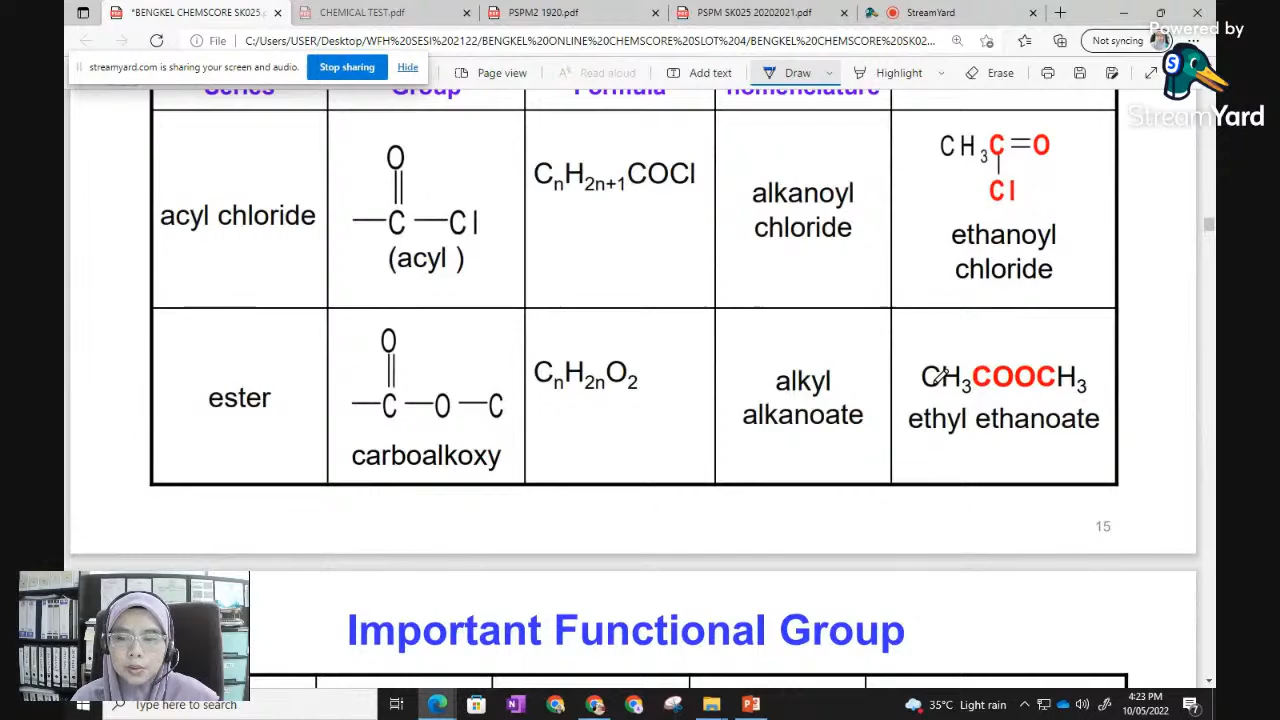 *BENGKEL CHEMSCORE SK025
CHEMICAL TEST.pdf
PSPM2 1920.pdf
PSPM SK025 20202021.pdf
StreamYard
File
C:/Users/USER/Desktop/WFH%20SESI%202122/BENGKEL%20ONLINE%20CHEMSCORE%20SLOT%204/BENGKEL%20CHEMSCORE%20SK02...
Not syncing
Powered by
StreamYard
streamyard.com is sharing your screen and audio.
Stop sharing
Hide
Page view
Read aloud
Add text
Draw
Highlight
Erase
Series
Group
Formula
nomenclature
acyl chloride
O
— C — Cl
(acyl )
CnH2n+1COCl
alkanoyl
chloride
CH3C=O
Cl
ethanoyl
chloride
ester
O
— C — O — C
carboalkoxy
CnH2nO2
alkyl
alkanoate
CH3COOCH3
ethyl ethanoate
15
Important Functional Group
Type here to search
35°C Light rain
4:23 PM
10/05/2022